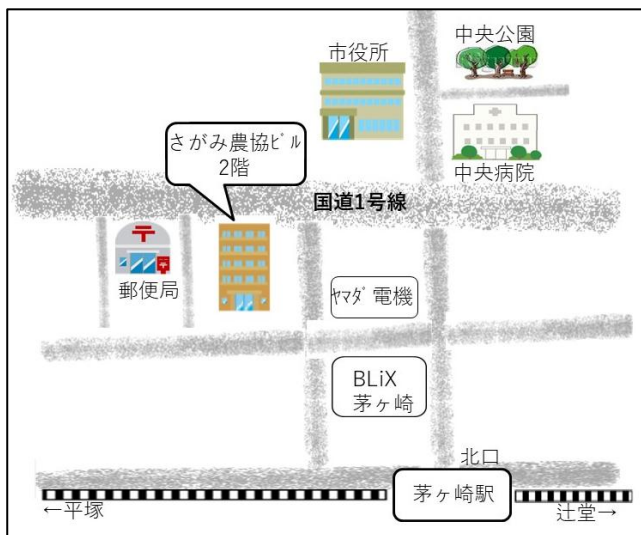 中央公園
市役所
さがみ農協ﾋﾞﾙ
2階
中央病院
国道1号線
〒
郵便局
ﾔﾏﾀﾞ電機
BLiX
茅ヶ崎
北口
茅ヶ崎駅
←平塚
辻堂→